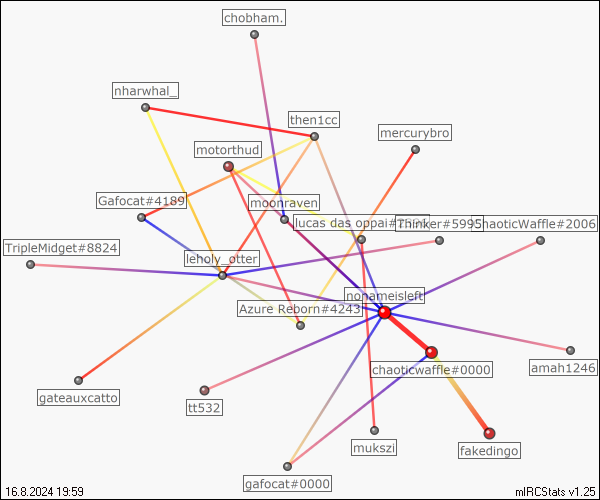 chobham.
nharwhal_
then1cc
mercurybro
motorthud
Gafocat#4189
moonraven
lucas das oppai#
Thinker#5995
ChaoticWaffle#2006
TripleMidget#8824
leholy_otter
nonameisleft
Azure Reborn#4243
chaoticwaffle#0000
amah1246
gateauxcatto
tt532
mukszi
fakedingo
gafocat#0000
16.8.2024 19:59
mIRCStats v1.25